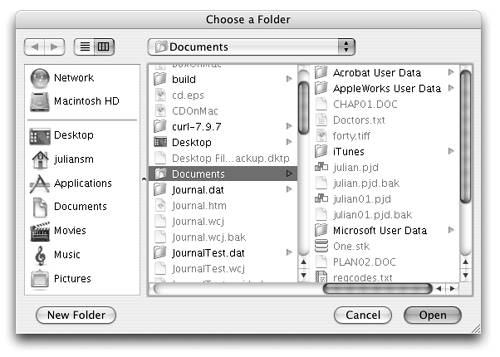 Choose a Folder
Documents
Network
Macintosh HD
Desktop
juliansm
Applications
Documents
Movies
Music
Pictures
BoxOnMac
build
cd.eps
CDOnMac
curl-7.9.7
Desktop
Desktop Fil...ackup.dktp
Documents
Journal.dat
Journal.htm
Journal.wcj
Journal.wcj.bak
JournalTest.dat
JournalTest.wcj
Acrobat User Data
AppleWorks User Data
CHAP01.DOC
Doctors.txt
forty.tiff
iTunes
julian.pjd
julian.pjd.bak
julian01.pjd
julian01.pjd.bak
Microsoft User Data
One.stk
PLAN02.DOC
regcodes.txt
New Folder
Cancel
Open